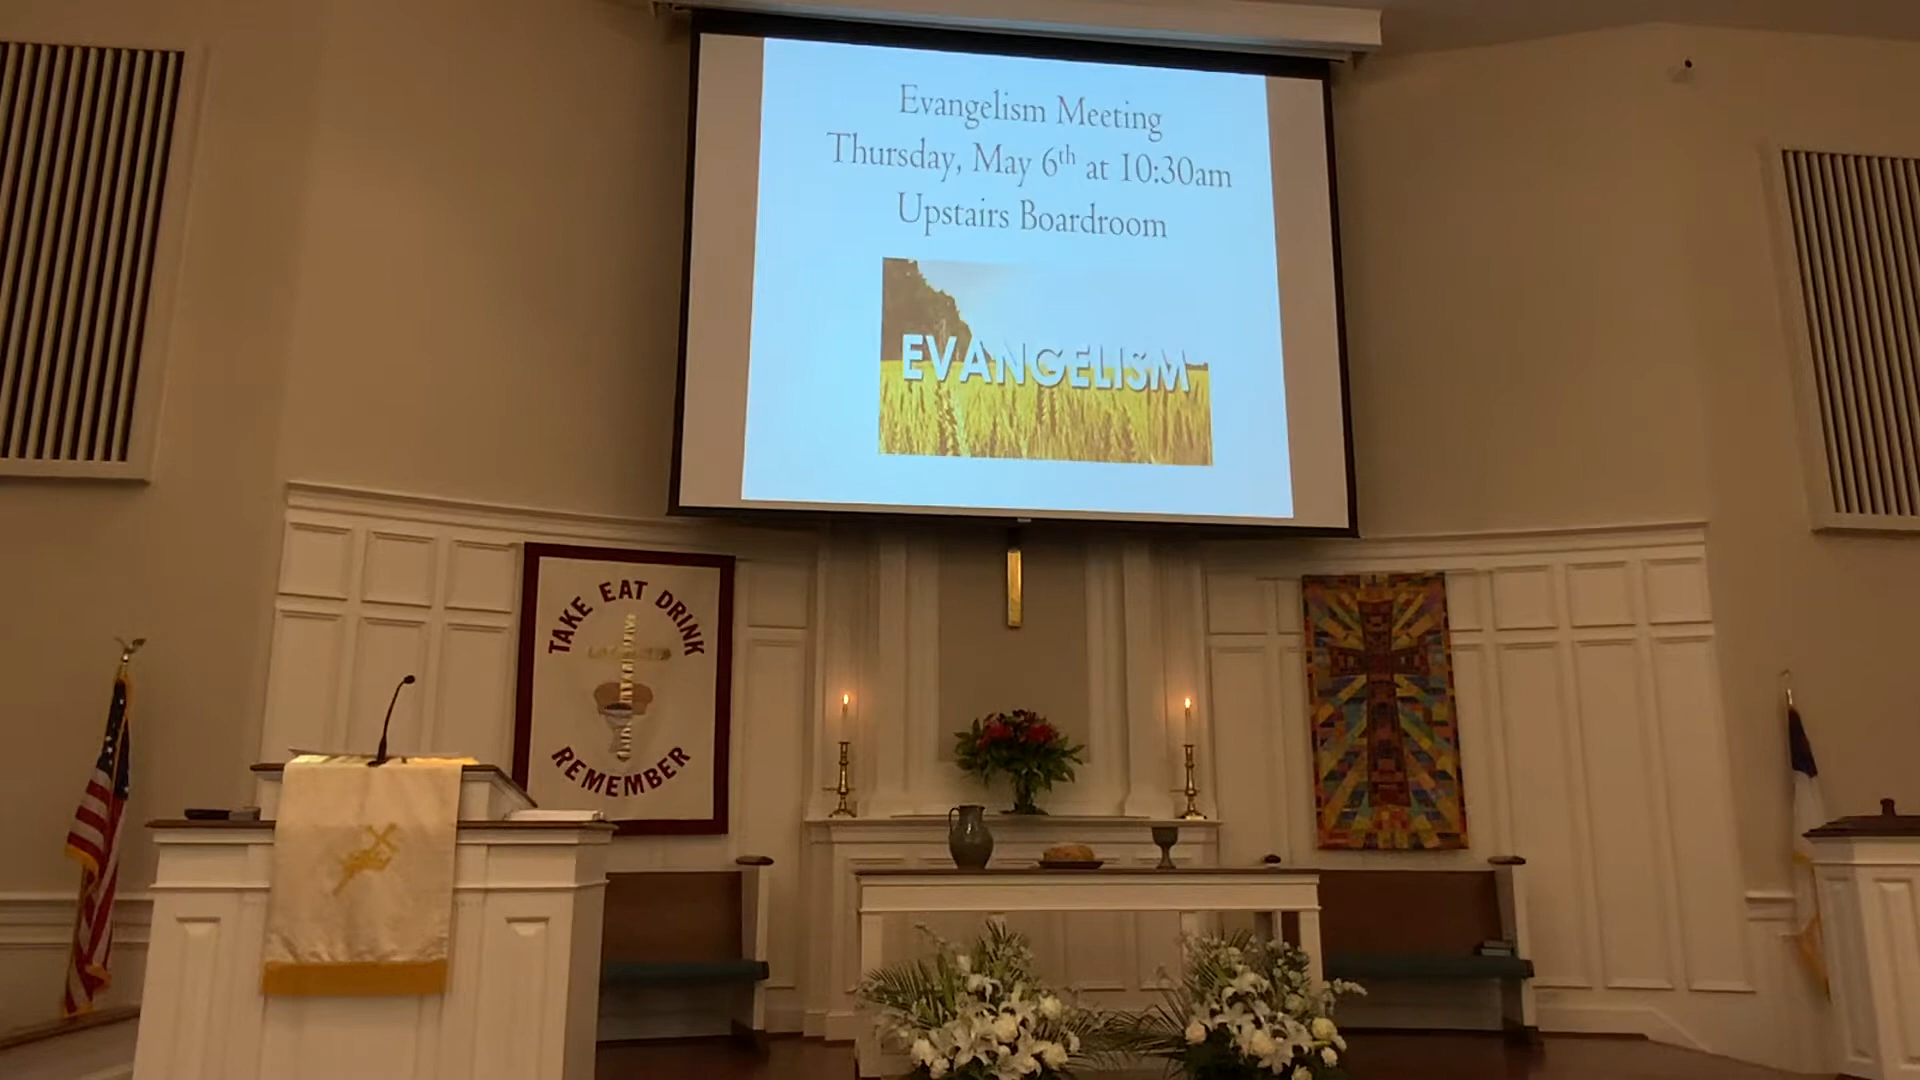 Evangelism Meeting
Thursday, May 6th at 10:30am
Upstairs Boardroom
EVANGELISM
TAKE EAT DRINK
REMEMBER